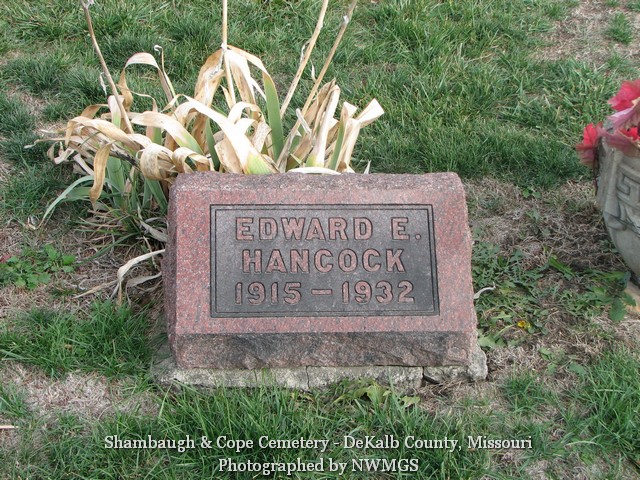 EDWARD E.
HANCOCK
1915 – 1932
Shambaugh & Cope Cemetery - DeKalb County, Missouri
Photographed by NWMGS